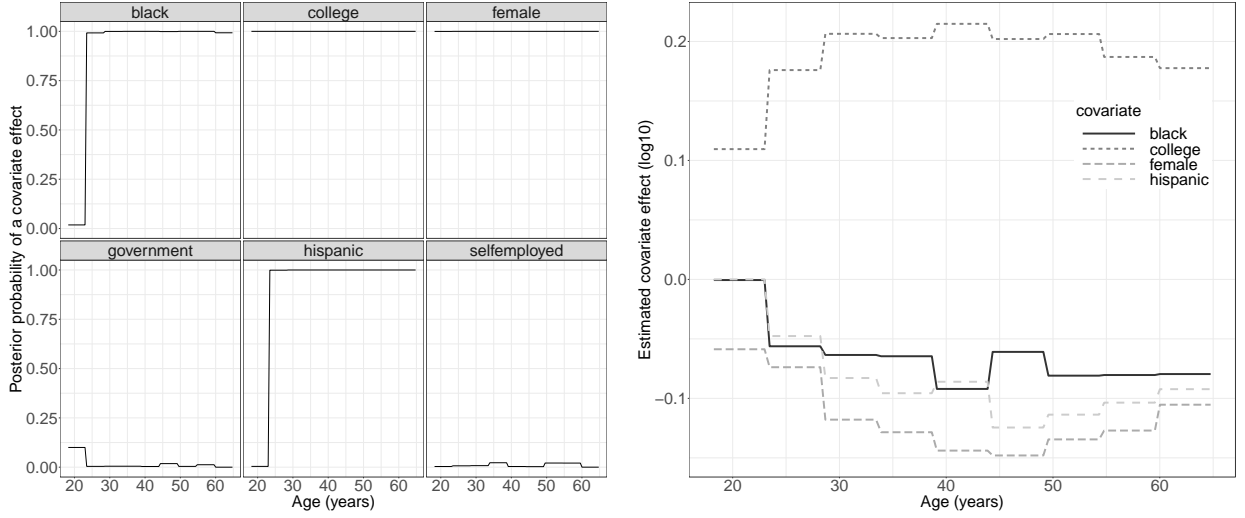 Posterior probability of a covariate effect
black
college
female
1.00
0.75
0.50
0.25
0.00
government
hispanic
selfemployed
1.00
0.75
0.50
0.25
0.00
20 30 40 50 60
20 30 40 50 60
20 30 40 50 60
Age (years)
Estimated covariate effect (log10)
0.2
0.1
0.0
−0.1
covariate
black
college
female
hispanic
20 30 40 50 60
Age (years)